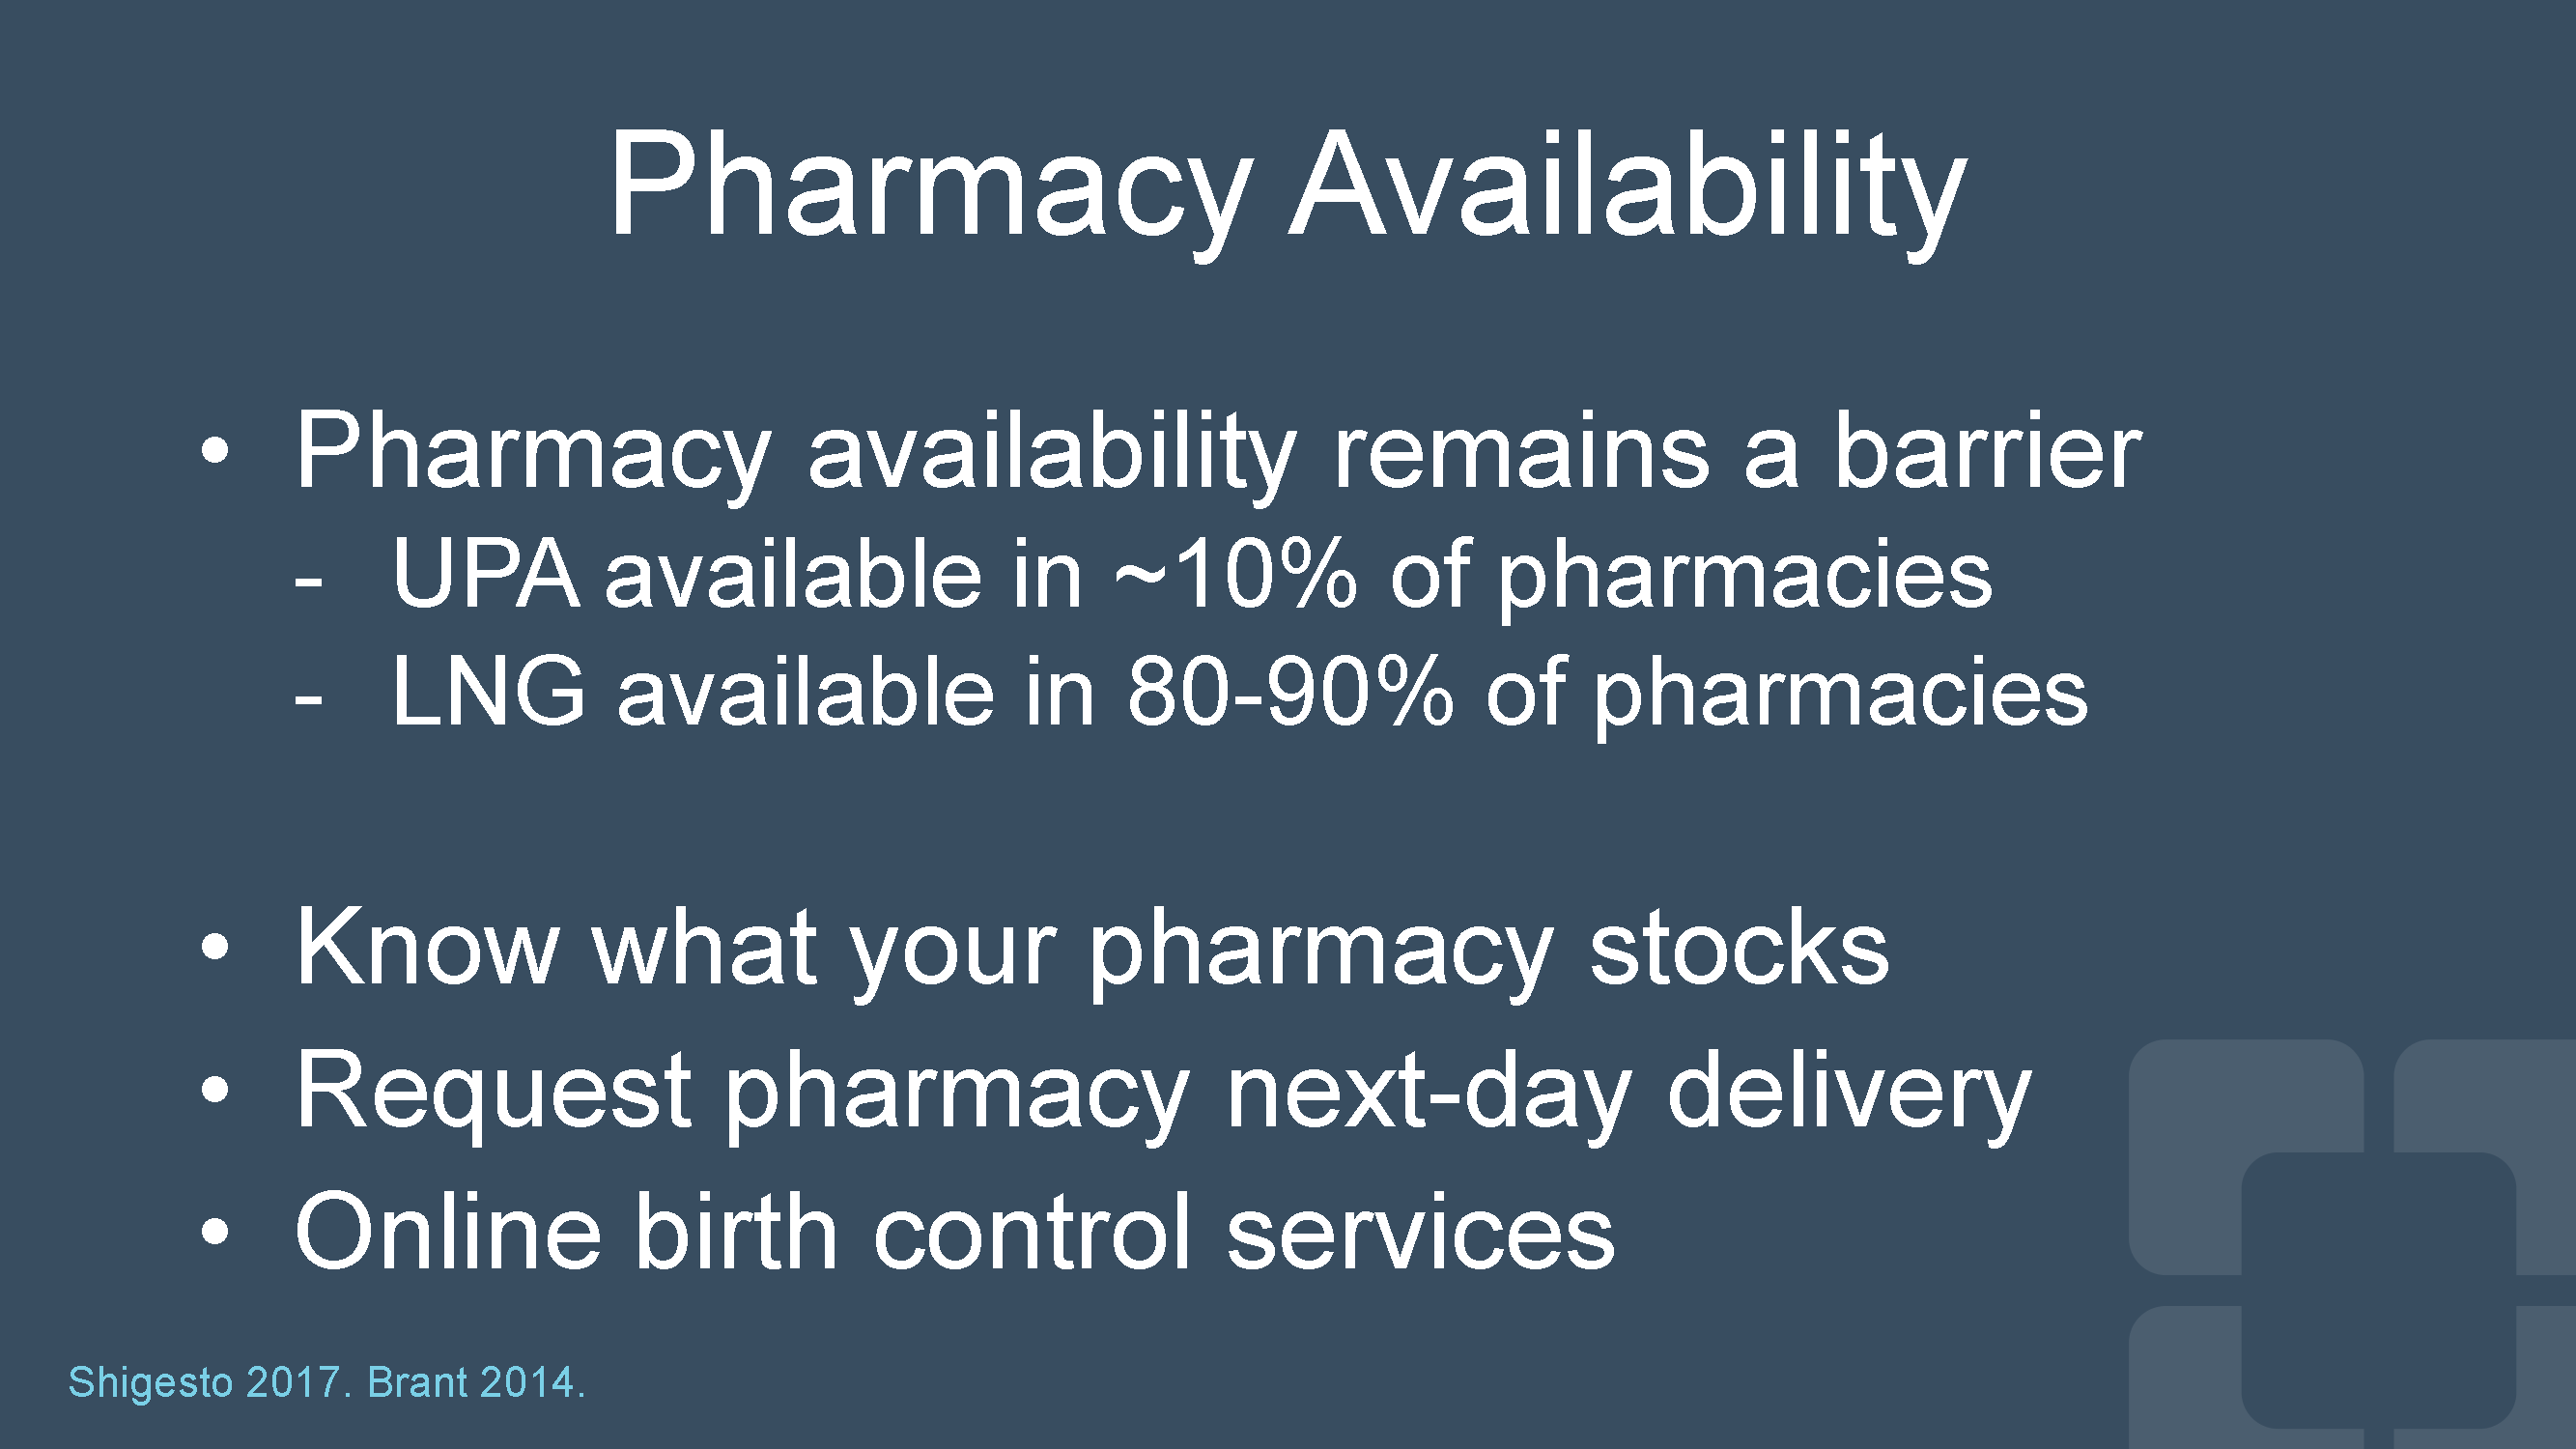 Pharmacy Availability
• Pharmacy availability remains a barrier
- UPA available in ~10% of pharmacies
- LNG available in 80-90% of pharmacies
• Know what your pharmacy stocks
• Request pharmacy next-day delivery
• Online birth control services
Shigesto 2017. Brant 2014.